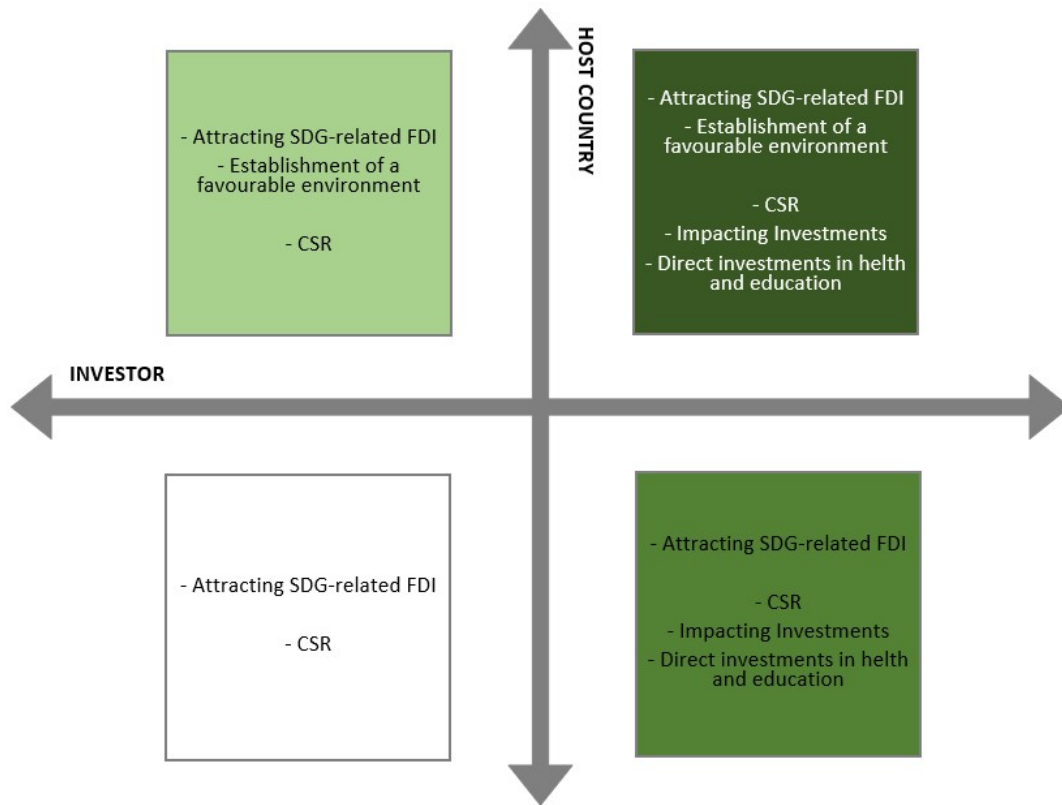 HOST COUNTRY
- Attracting SDG-related FDI
- Establishment of a
favourable environment
- CSR
- Attracting SDG-related FDI
- Establishment of a
favourable environment
- CSR
- Impacting Investments
- Direct investments in helth
and education
INVESTOR
- Attracting SDG-related FDI
- CSR
- Attracting SDG-related FDI
- CSR
- Impacting Investments
- Direct investments in helth
and education